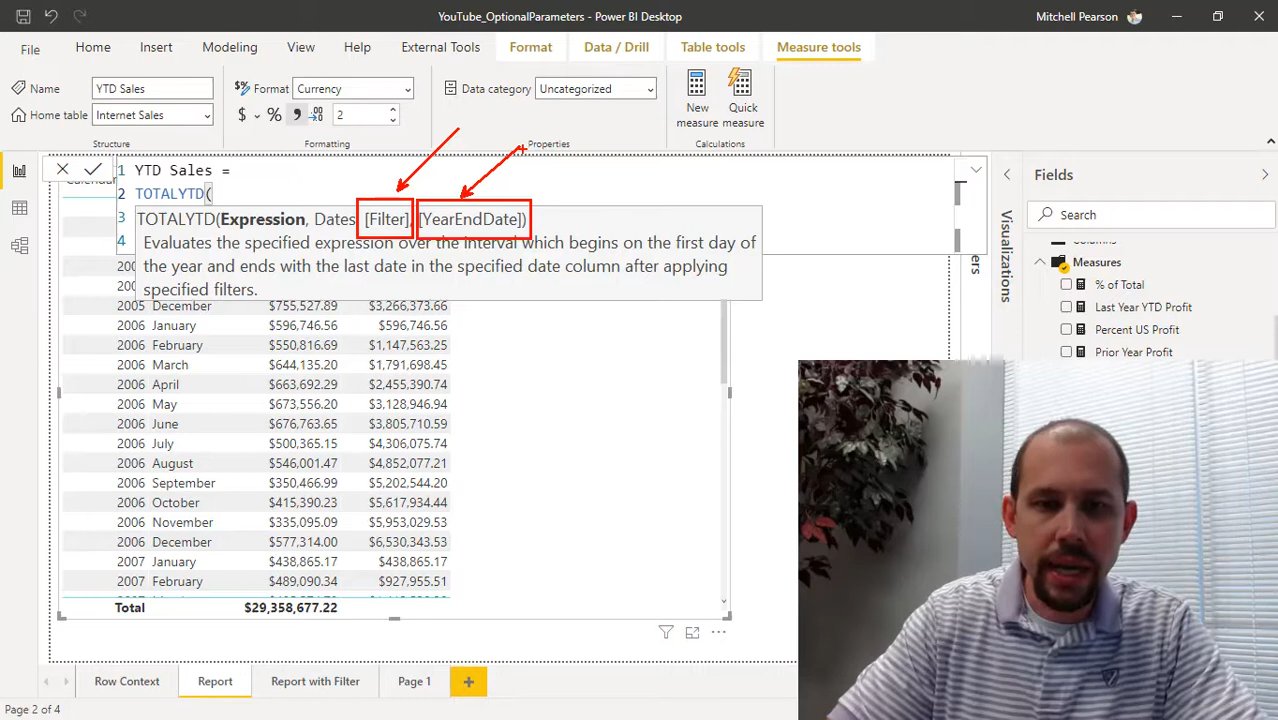 YouTube_OptionalParameters - Power BI Desktop
Mitchell Pearson
File
Home
Insert
Modeling
View
Help
External Tools
Format
Data / Drill
Table tools
Measure tools
Name
YTD Sales
Home table
Internet Sales
Structure
Format
Currency
$
%
,
.00
2
Formatting
Data category
Uncategorized
Properties
New
measure
Quick
measure
Calculations
1 YTD Sales =
2 TOTALYTD(
3
4
TOTALYTD(Expression, Dates [Filter], [YearEndDate])
Evaluates the specified expression over the interval which begins on the first day of
the year and ends with the last date in the specified date column after applying
specified filters.
2005 December $755,527.89 $3,266,373.66
2006 January $596,746.56 $596,746.56
2006 February $550,816.69 $1,147,563.25
2006 March $644,135.20 $1,791,698.45
2006 April $663,692.29 $2,455,390.74
2006 May $673,556.20 $3,128,946.94
2006 June $676,763.65 $3,805,710.59
2006 July $500,365.15 $4,306,075.74
2006 August $546,001.47 $4,852,077.21
2006 September $350,466.99 $5,202,544.20
2006 October $415,390.23 $5,617,934.44
2006 November $335,095.09 $5,953,029.53
2006 December $577,314.00 $6,530,343.53
2007 January $438,865.17 $438,865.17
2007 February $489,090.34 $927,955.51
Total $29,358,677.22
Visualizations
Fields
Search
Measures
% of Total
Last Year YTD Profit
Percent US Profit
Prior Year Profit
Row Context
Report
Report with Filter
Page 1
Page 2 of 4